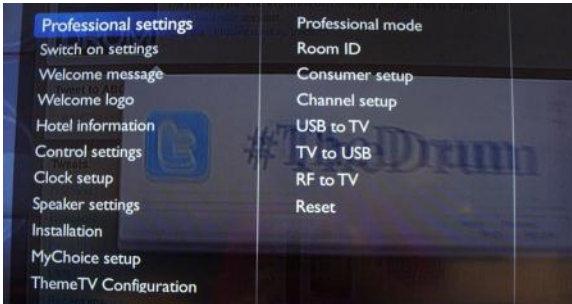 Professional settings
Switch on settings
Welcome message
Welcome logo
Hotel information
Control settings
Clock setup
Speaker settings
Installation
MyChoice setup
ThemeTV Configuration
Professional mode
Room ID
Consumer setup
Channel setup
USB to TV
TV to USB
RF to TV
Reset
#TheDrum